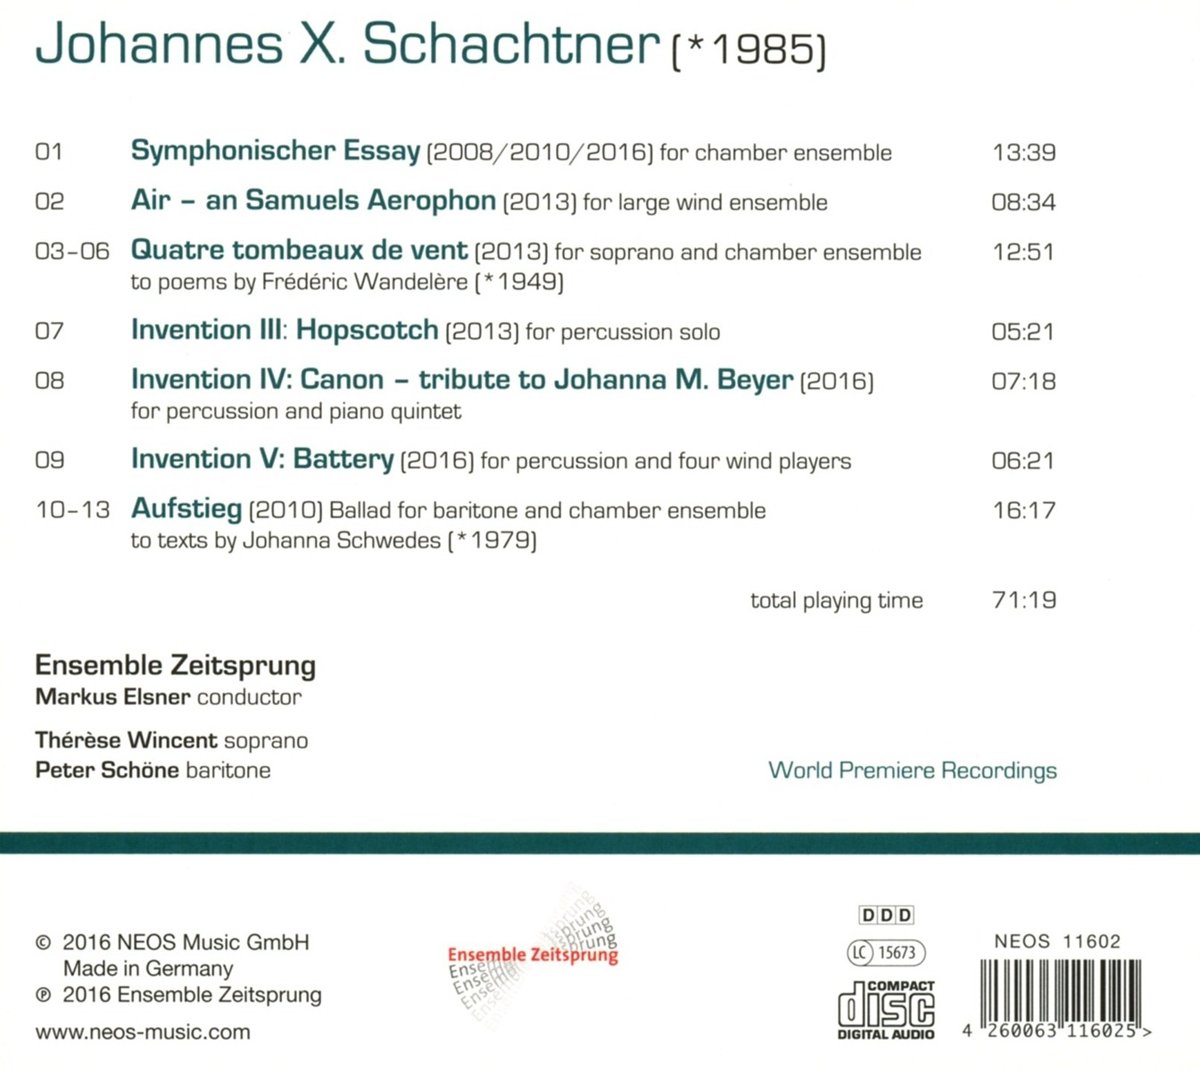 Johannes X. Schachtner (*1985)
01 Symphonischer Essay (2008/2010/2016) for chamber ensemble 13:39
02 Air – an Samuels Aerophon (2013) for large wind ensemble 08:34
03–06 Quatre tombeaux de vent (2013) for soprano and chamber ensemble 12:51
to poems by Frédéric Wandelère (*1949)
07 Invention III: Hopscotch (2013) for percussion solo 05:21
08 Invention IV: Canon – tribute to Johanna M. Beyer (2016) 07:18
for percussion and piano quintet
09 Invention V: Battery (2016) for percussion and four wind players 06:21
10–13 Aufstieg (2010) Ballad for baritone and chamber ensemble 16:17
to texts by Johanna Schwedes (*1979)
total playing time 71:19
Ensemble Zeitsprung
Markus Elsner conductor
Thérèse Wincent soprano
Peter Schöne baritone
World Premiere Recordings
© 2016 NEOS Music GmbH
Made in Germany
℗ 2016 Ensemble Zeitsprung
www.neos-music.com
Ensemble Zeitsprung
DDD
LC 15673
COMPACT
disc
DIGITAL AUDIO
NEOS 11602
4 260063 116025 >